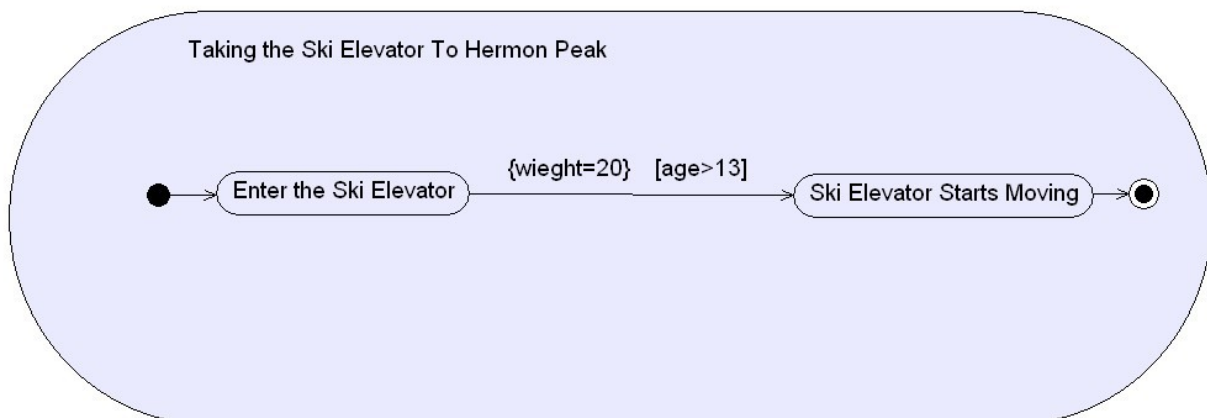 Taking the Ski Elevator To Hermon Peak
{wieght=20} [age>13]
Enter the Ski Elevator
Ski Elevator Starts Moving